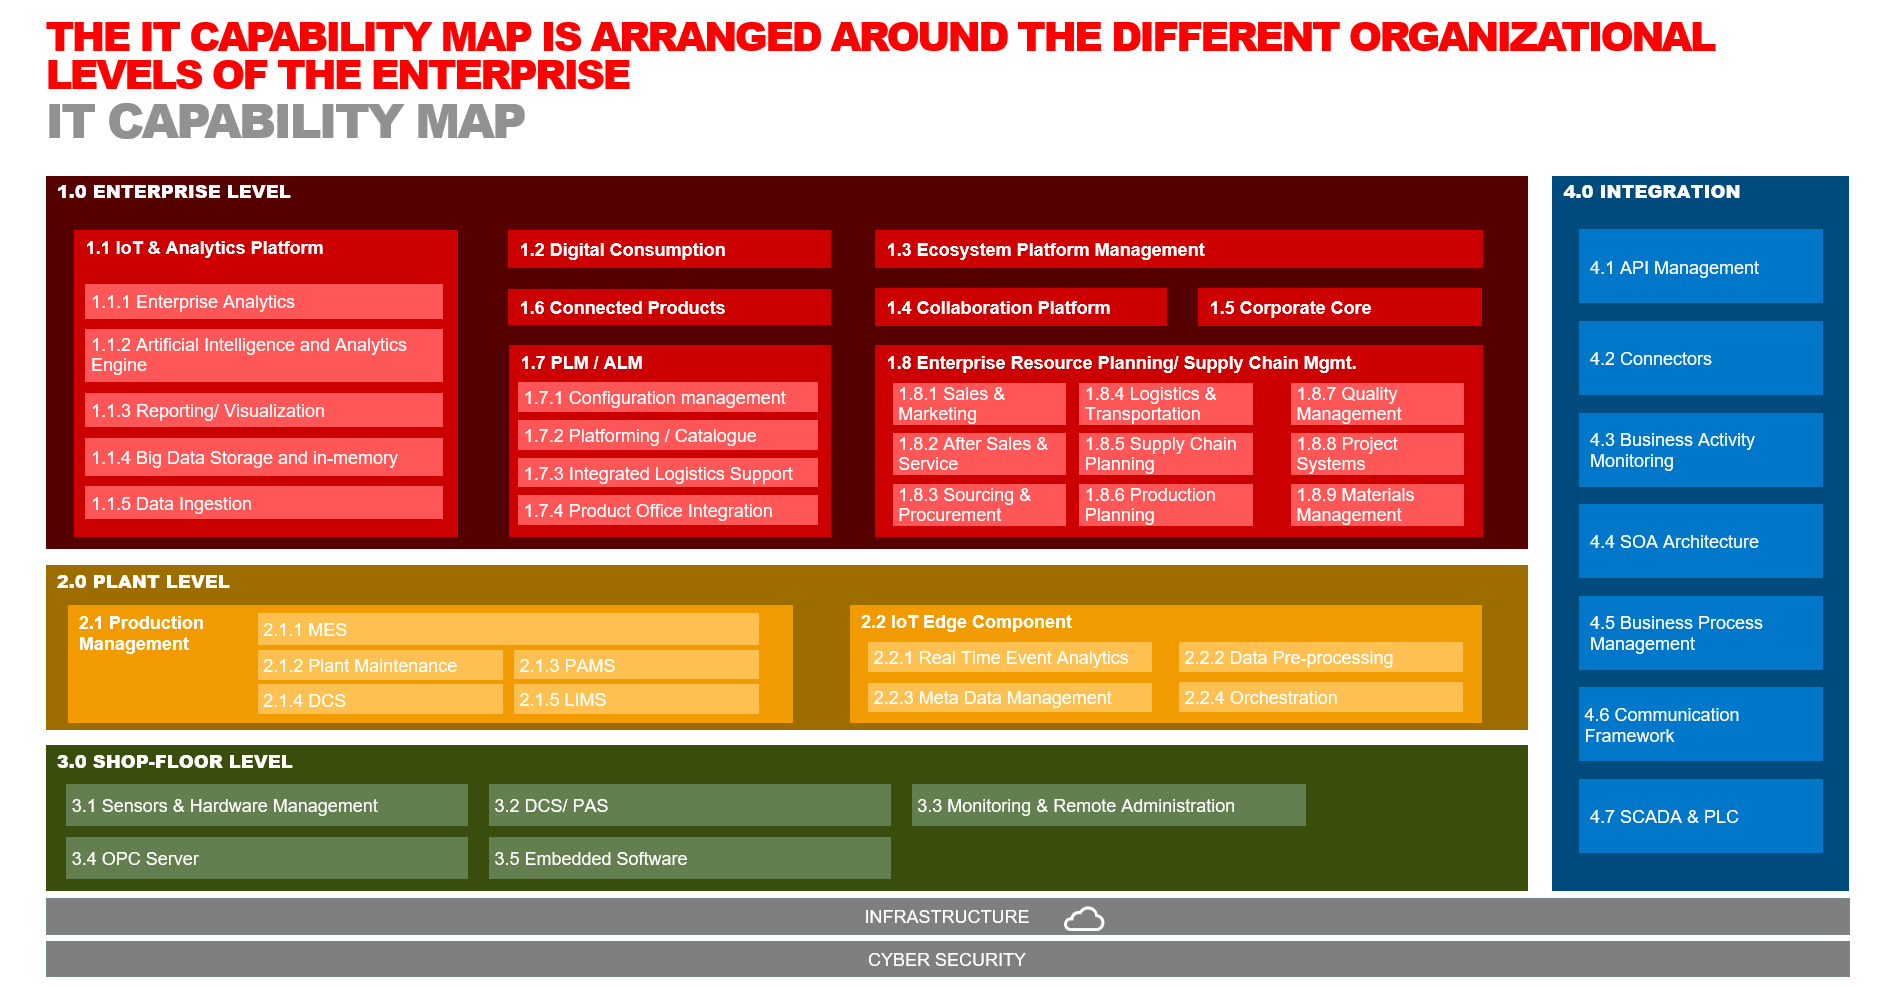 THE IT CAPABILITY MAP IS ARRANGED AROUND THE DIFFERENT ORGANIZATIONAL
LEVELS OF THE ENTERPRISE
IT CAPABILITY MAP
1.0 ENTERPRISE LEVEL
1.1 IoT & Analytics Platform
1.1.1 Enterprise Analytics
1.1.2 Artificial Intelligence and Analytics
Engine
1.1.3 Reporting/ Visualization
1.1.4 Big Data Storage and in-memory
1.1.5 Data Ingestion
1.2 Digital Consumption
1.3 Ecosystem Platform Management
1.6 Connected Products
1.4 Collaboration Platform
1.5 Corporate Core
1.7 PLM / ALM
1.7.1 Configuration management
1.7.2 Platforming / Catalogue
1.7.3 Integrated Logistics Support
1.7.4 Product Office Integration
1.8 Enterprise Resource Planning/ Supply Chain Mgmt.
1.8.1 Sales &
Marketing
1.8.4 Logistics &
Transportation
1.8.7 Quality
Management
1.8.2 After Sales &
Service
1.8.5 Supply Chain
Planning
1.8.8 Project
Systems
1.8.3 Sourcing &
Procurement
1.8.6 Production
Planning
1.8.9 Materials
Management
2.0 PLANT LEVEL
2.1 Production
Management
2.1.1 MES
2.1.2 Plant Maintenance
2.1.3 PAMS
2.1.4 DCS
2.1.5 LIMS
2.2 IoT Edge Component
2.2.1 Real Time Event Analytics
2.2.2 Data Pre-processing
2.2.3 Meta Data Management
2.2.4 Orchestration
3.0 SHOP-FLOOR LEVEL
3.1 Sensors & Hardware Management
3.2 DCS/ PAS
3.3 Monitoring & Remote Administration
3.4 OPC Server
3.5 Embedded Software
4.0 INTEGRATION
4.1 API Management
4.2 Connectors
4.3 Business Activity
Monitoring
4.4 SOA Architecture
4.5 Business Process
Management
4.6 Communication
Framework
4.7 SCADA & PLC
INFRASTRUCTURE
CYBER SECURITY